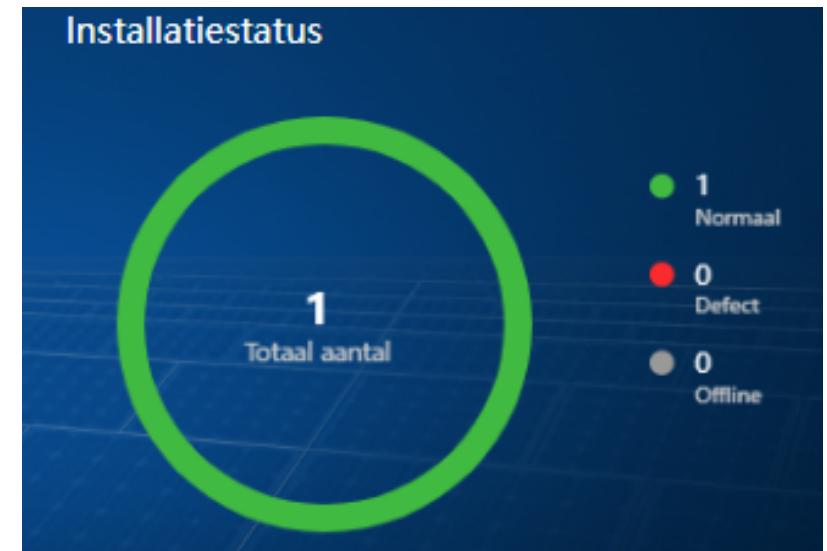 Installatiestatus
1
Totaal aantal
1
Normaal
0
Defect
0
Offline